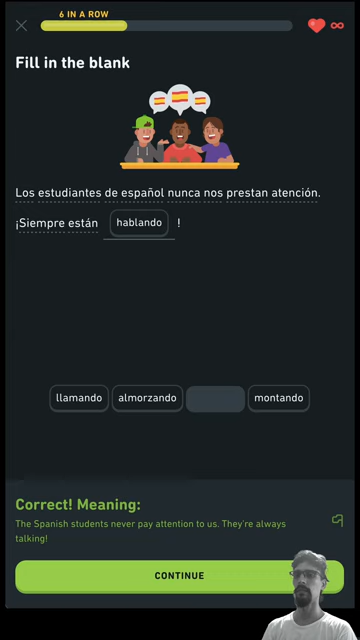 6 IN A ROW
Fill in the blank
Los estudiantes de español nunca nos prestan atención.
¡Siempre están hablando !
llamando almorzando montando
Correct! Meaning:
The Spanish students never pay attention to us. They're always
talking!
CONTINUE